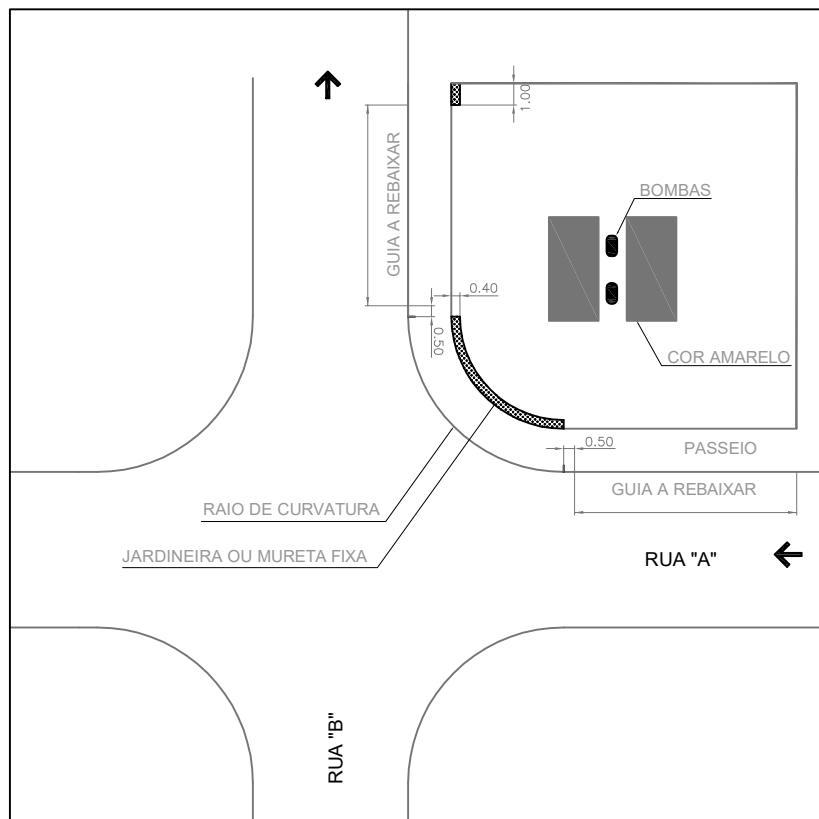 1.00
GUIA A REBAIXAR
BOMBAS
0.40
0.50
COR AMARELO
0.50
PASSEIO
GUIA A REBAIXAR
RAIO DE CURVATURA
JARDINEIRA OU MURETA FIXA
RUA "A"
RUA "B"